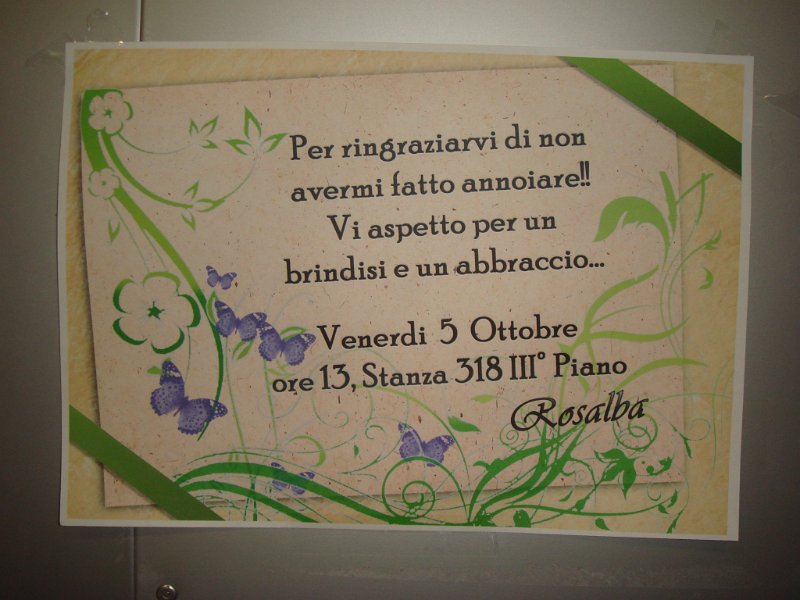 Per ringraziarvi di non
avermi fatto annoiare!!
Vi aspetto per un
brindisi e un abbraccio...
Venerdi 5 Ottobre
ore 13, Stanza 318 III° Piano
Rosalba